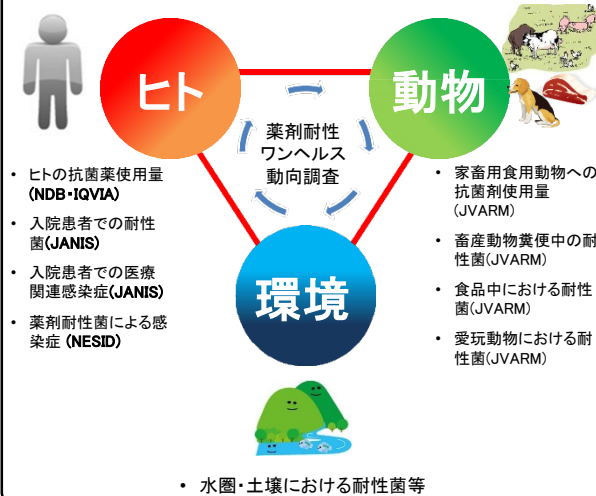 ヒト
動物
環境
薬剤耐性
ワンヘルス
動向調査
• ヒトの抗菌薬使用量
(NDB・IQVIA)
• 入院患者での耐性
菌(JANIS)
• 入院患者での医療
関連感染症(JANIS)
• 薬剤耐性菌による感
染症 (NESID)
• 家畜用食用動物への
抗菌剤使用量
(JVARM)
• 畜産動物糞便中の耐
性菌(JVARM)
• 食品中における耐性
菌(JVARM)
• 愛玩動物における耐
性菌(JVARM)
• 水圏・土壌における耐性菌等